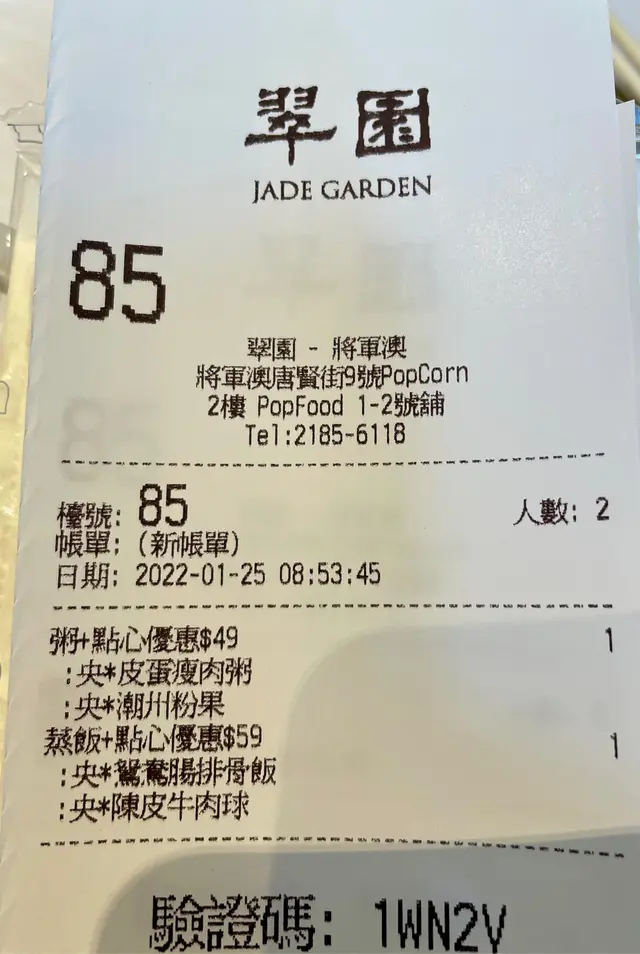 翠園
JADE GARDEN
85
翠園 - 將軍澳
將軍澳唐賢街9號PopCorn
2樓 PopFood 1-2號舖
Tel:2185-6118
檯號: 85 人數: 2
帳單: (新帳單)
日期: 2022-01-25 08:53:45
粥+點心優惠$49 1
:央*皮蛋瘦肉粥
:央*潮州粉果
蒸飯+點心優惠$59 1
:央*鴛鴦腸排骨飯
:央*陳皮牛肉球
驗證碼: 1WN2V